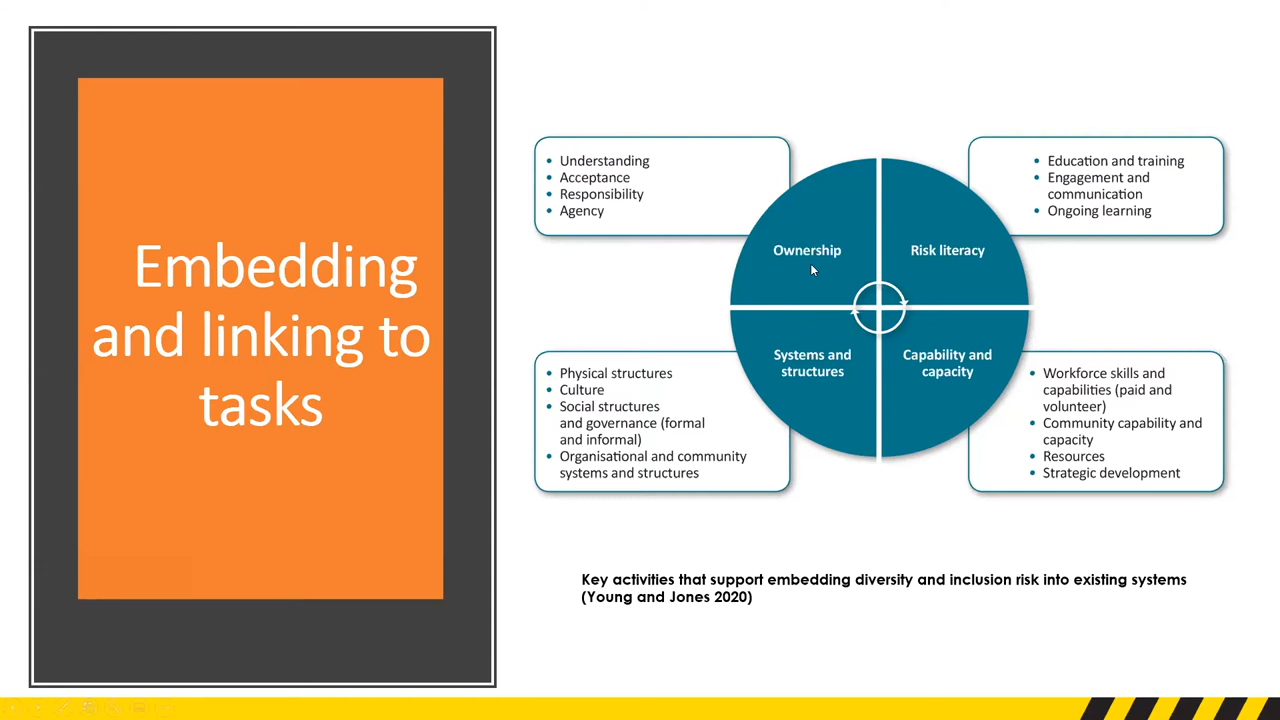 Embedding
and linking to
tasks
• Understanding
• Acceptance
• Responsibility
• Agency
• Education and training
• Engagement and
communication
• Ongoing learning
Ownership
Risk literacy
Systems and
structures
Capability and
capacity
• Physical structures
• Culture
• Social structures
and governance (formal
and informal)
• Organisational and community
systems and structures
• Workforce skills and
capabilities (paid and
volunteer)
• Community capability and
capacity
• Resources
• Strategic development
Key activities that support embedding diversity and inclusion risk into existing systems
(Young and Jones 2020)